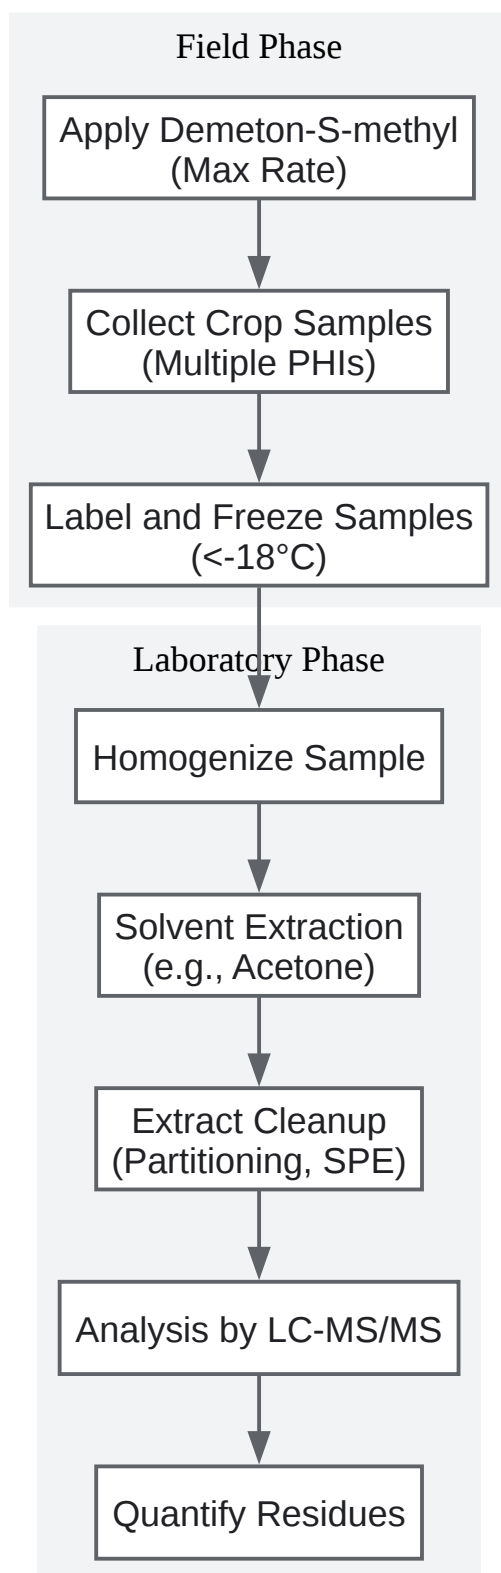 Field Phase
Apply Demeton-S-methyl
(Max Rate)
Collect Crop Samples
(Multiple PHIs)
Label and Freeze Samples
(<-18°C)
Laboratory Phase
Homogenize Sample
Solvent Extraction
(e.g., Acetone)
Extract Cleanup
(Partitioning, SPE)
Analysis by LC-MS/MS
Quantify Residues